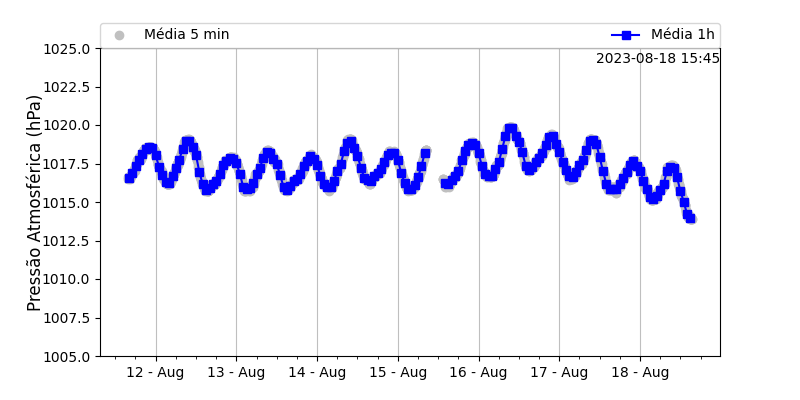 Média 5 min
Média 1h
2023-08-18 15:45
Pressão Atmosférica (hPa)
1025.0
1022.5
1020.0
1017.5
1015.0
1012.5
1010.0
1007.5
1005.0
12 - Aug
13 - Aug
14 - Aug
15 - Aug
16 - Aug
17 - Aug
18 - Aug